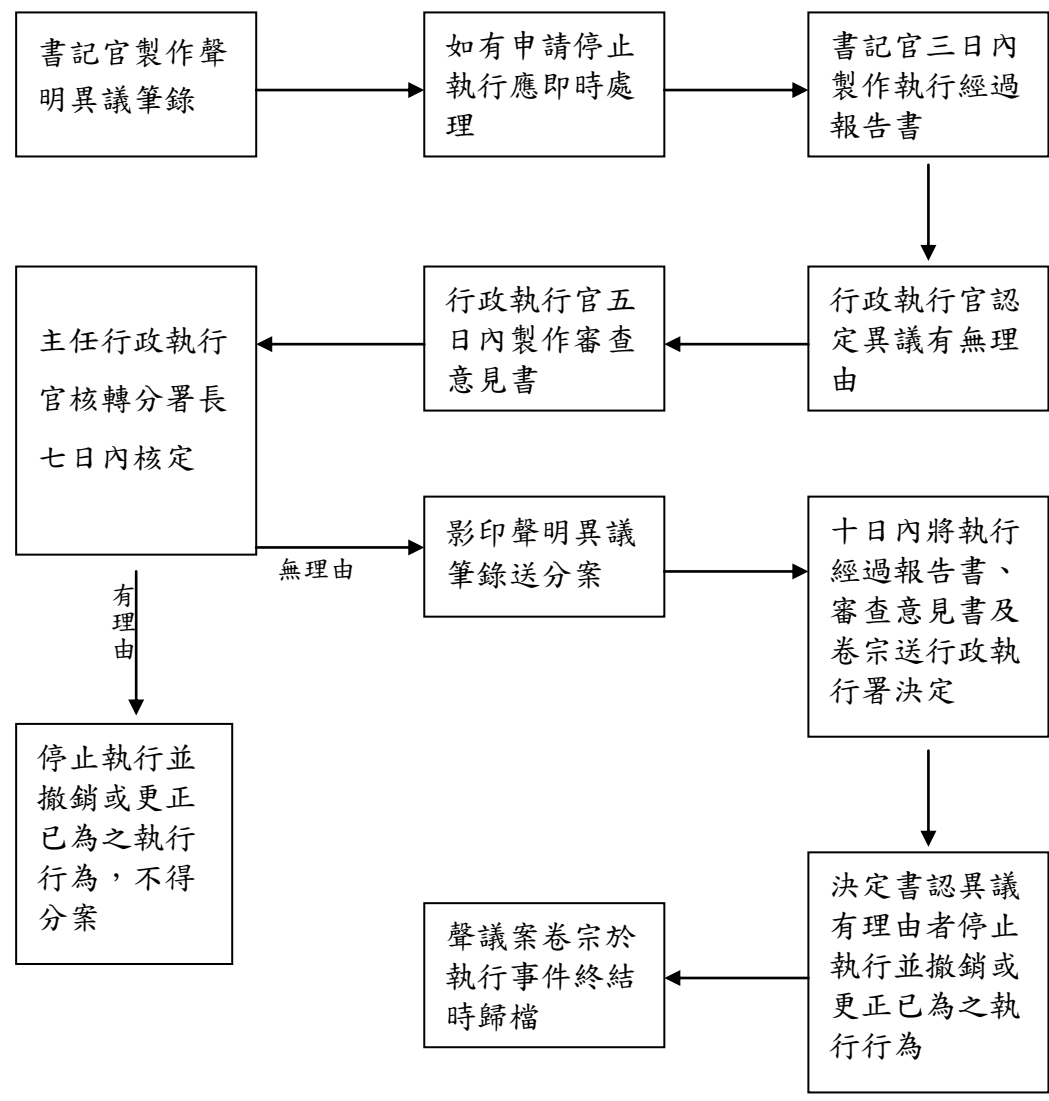 書記官製作聲
明異議筆錄
如有申請停止
執行應即時處
理
書記官三日內
製作執行經過
報告書
行政執行官認
定異議有無理
由
行政執行官五
日內製作審查
意見書
主任行政執行
官核轉分署長
七日內核定
無理由
影印聲明異議
筆錄送分案
十日內將執行
經過報告書、
審查意見書及
卷宗送行政執
行署決定
有理由
停止執行並
撤銷或更正
已為之執行
行為，不得
分案
決定書認異議
有理由者停止
執行並撤銷或
更正已為之執
行行為
聲議案卷宗於
執行事件終結
時歸檔